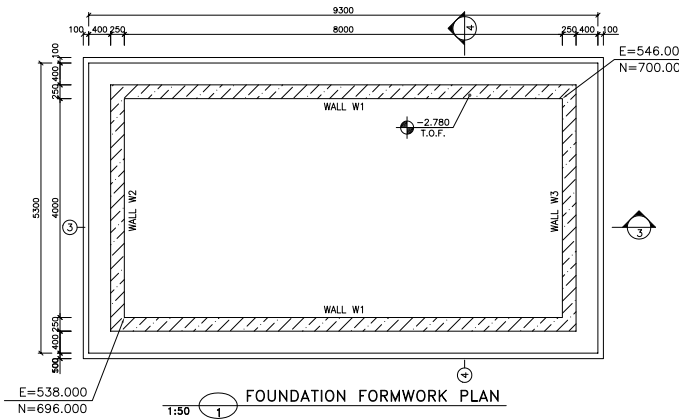 9300
100 400 250 8000 250 400 100
4
E=546.00
N=700.00
100
400
250
WALL W1
-2.780
T.O.F.
5300
4000
WALL W2
WALL W3
3
3
WALL W1
250
400
500
4
E=538.000
N=696.000
1:50
1
FOUNDATION FORMWORK PLAN